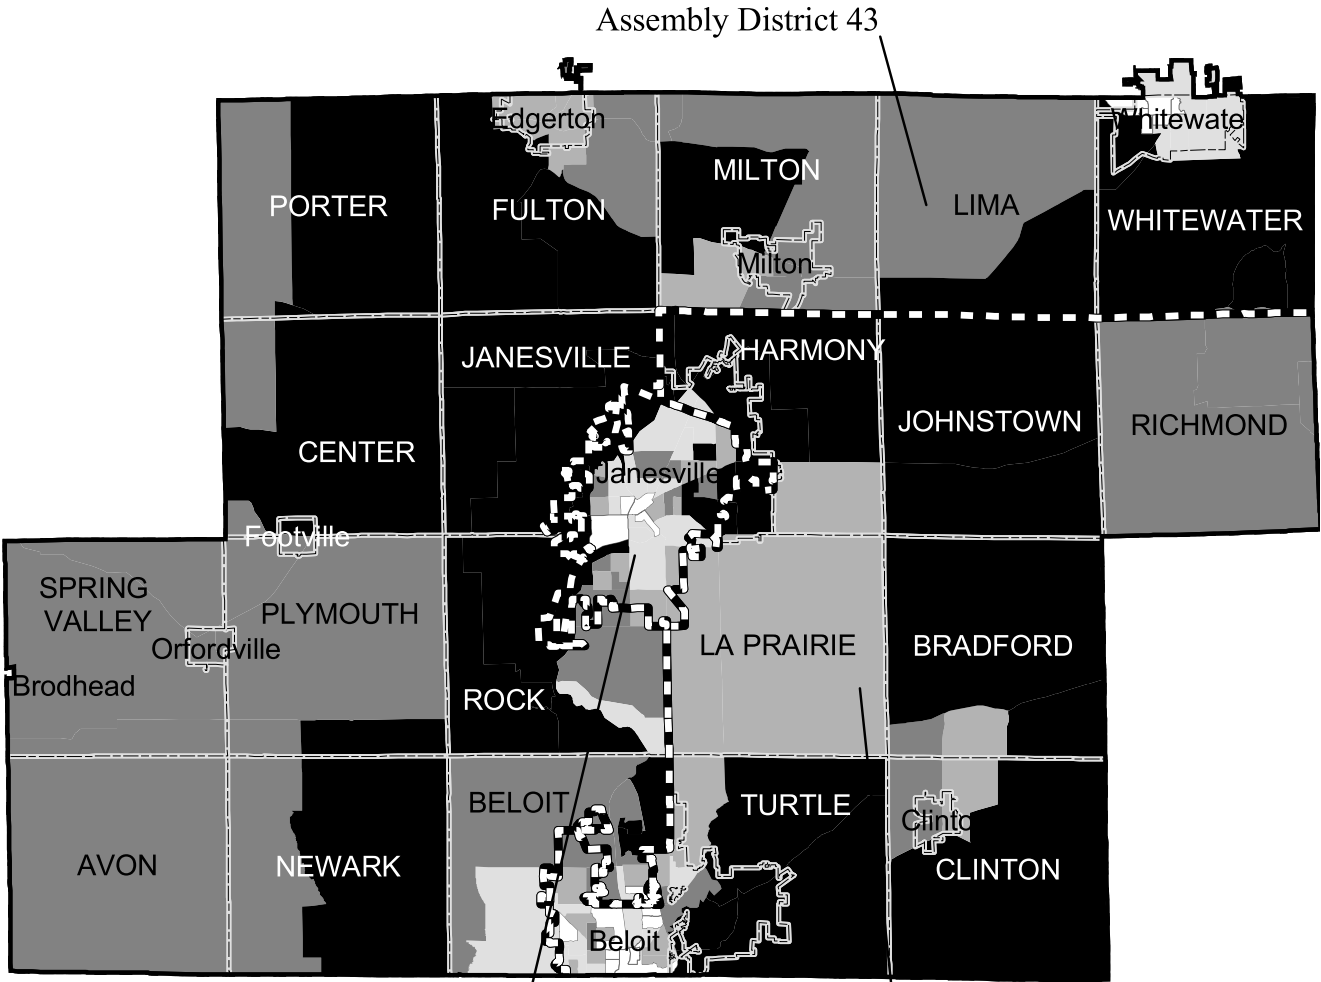 Assembly District 43
Edgerton
Whitewate
MILTON
PORTER
FULTON
LIMA
WHITEWATER
Milton
JANESVILLE
HARMONY
JOHNSTOWN
RICHMOND
CENTER
Janesville
Footville
SPRING
VALLEY
PLYMOUTH
Orfordville
LA PRAIRIE
BRADFORD
Brodhead
ROCK
BELOIT
TURTLE
Clinto
AVON
NEWARK
CLINTON
Beloit